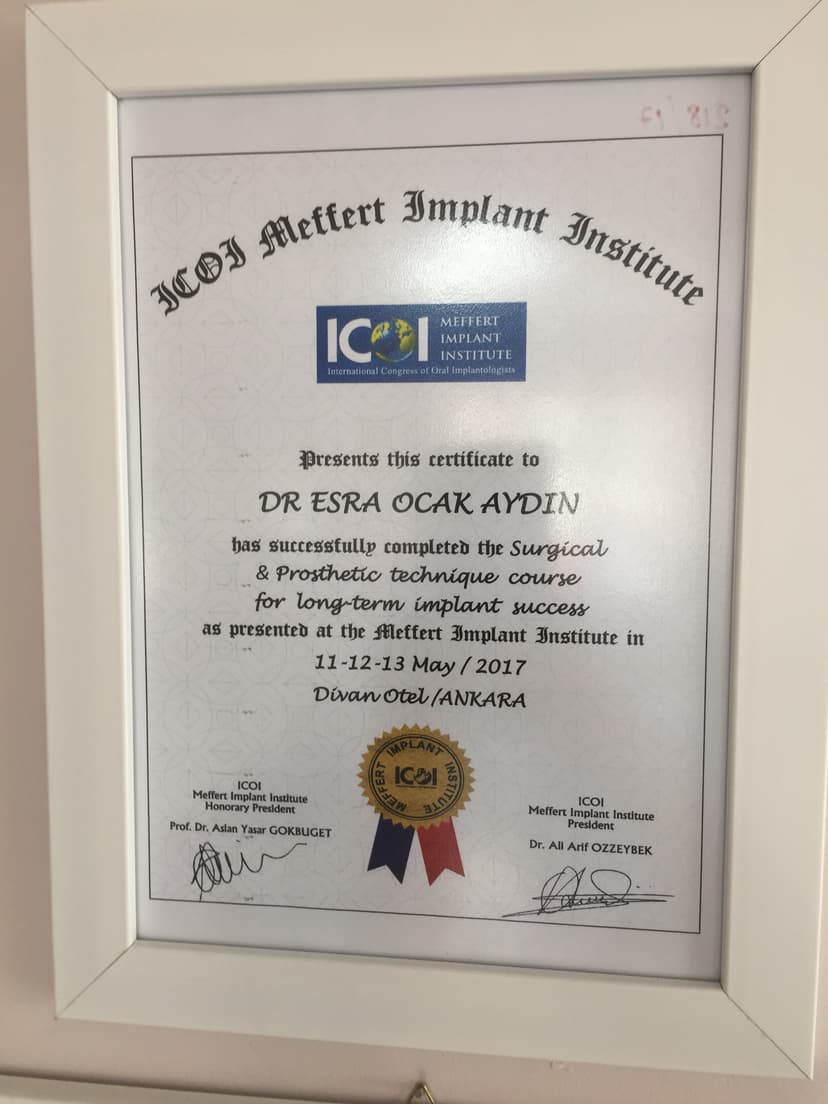 ICOI Meffert Implant Institute
ICOI
MEFFERT
IMPLANT
INSTITUTE
International Congress of Oral Implantologists
Presents this certificate to
DR ESRA OCAK AYDIN
has successfully completed the Surgical
& Prosthetic technique course
for long-term implant success
as presented at the Meffert Implant Institute in
11-12-13 May / 2017
Divan Otel /ANKARA
MEFFERT IMPLANT INSTITUTE
ICOI
ICOI
Meffert Implant Institute
Honorary President
Prof. Dr. Aslan Yasar GOKBUGET
ICOI
Meffert Implant Institute
President
Dr. Ali Arif OZZEYBEK